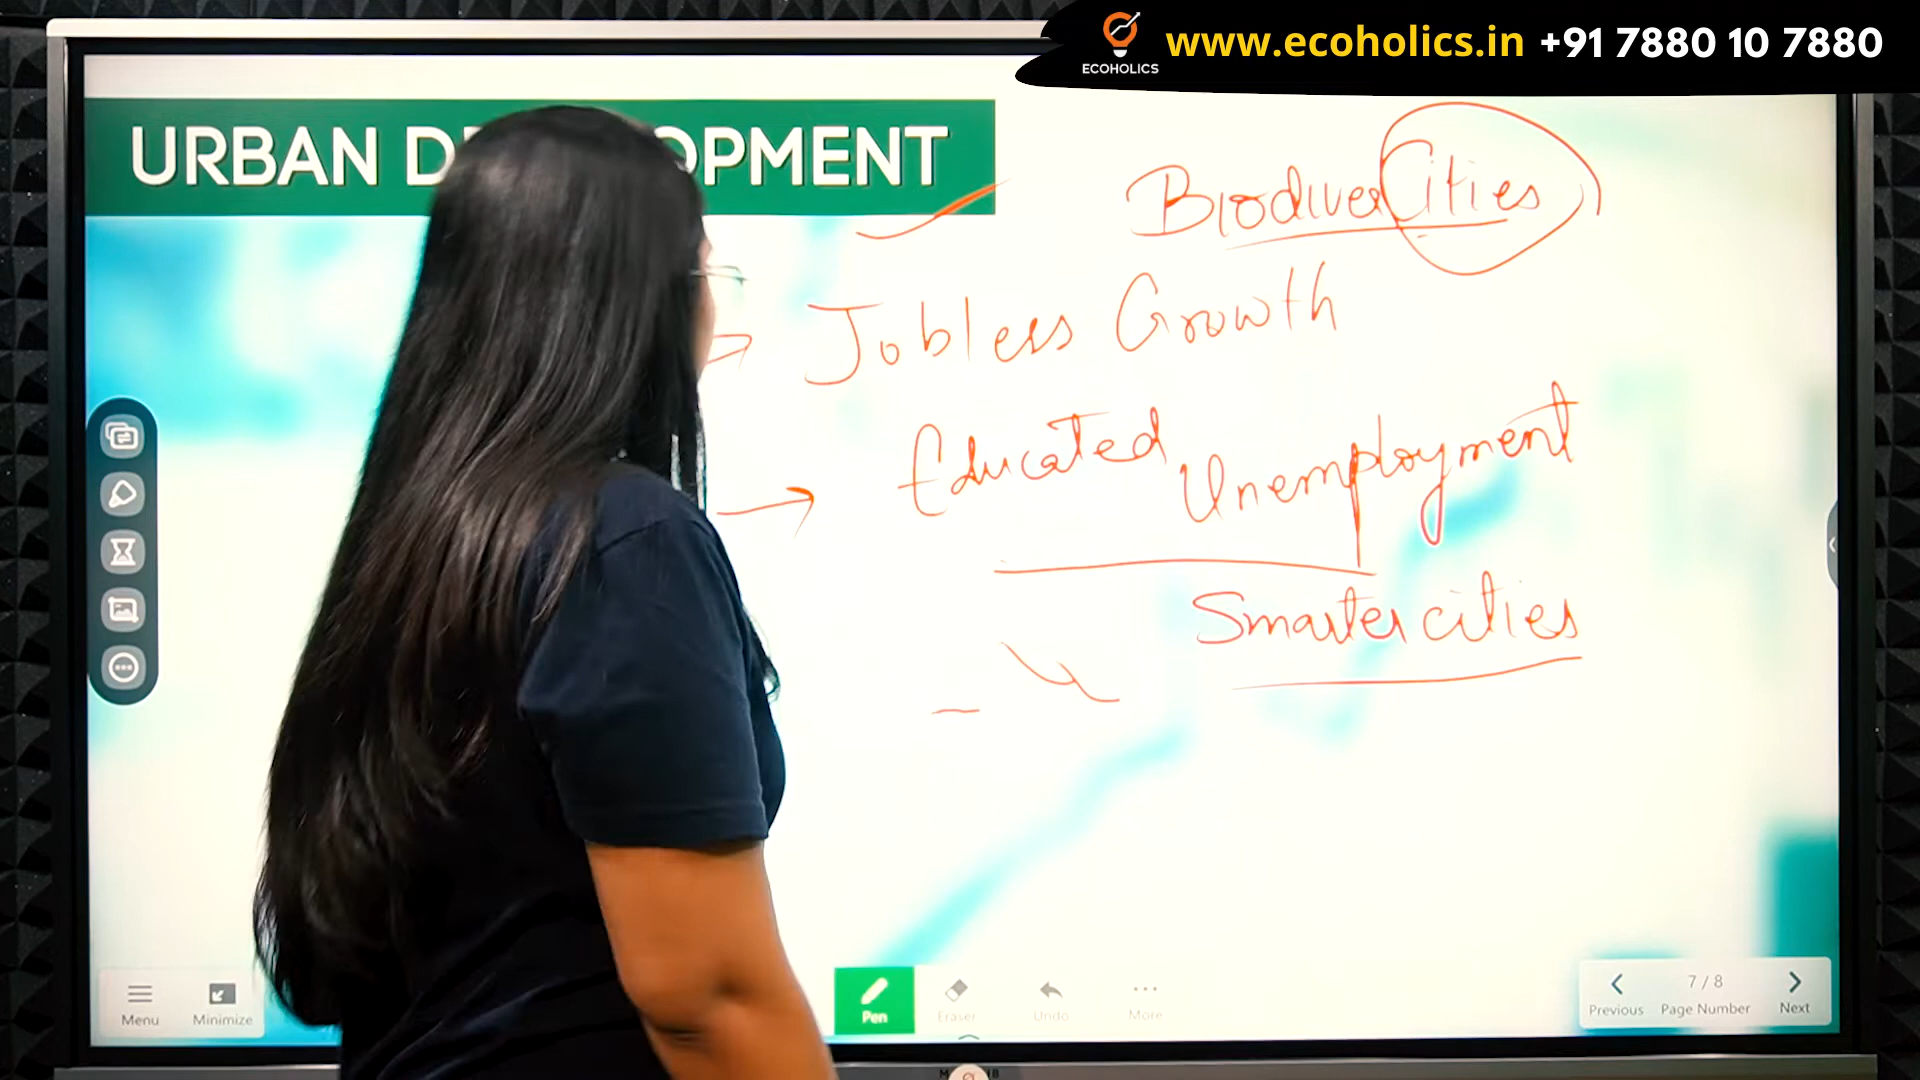 ECOHOLICS
www.ecoholics.in +91 7880 10 7880
URBAN D OPMENT
BiodiverCities
Jobless Growth
Educated Unemployment
Smarter cities
Menu
Minimize
Pen
Eraser
Undo
More
7 / 8
Previous
Page Number
Next